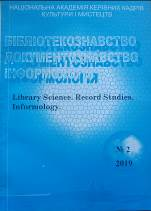 НАЦІОНАЛЬНА АКАДЕМІЯ КЕРІВНИХ КАДРІВ
КУЛЬТУРИ І МИСТЕЦТВ
БІБЛІОТЕКОЗНАВСТВО
ДОКУМЕНТОЗНАВСТВО
ІНФОРМОЛОГІЯ
Library Science. Record Studies.
Informology
№ 2
2019